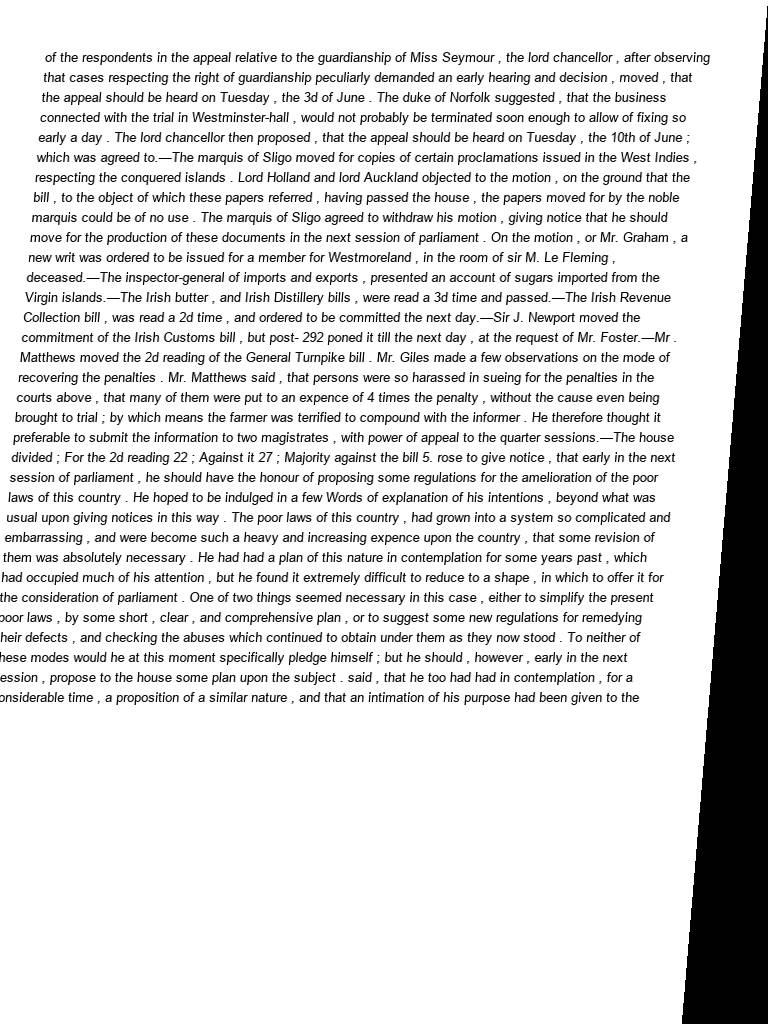 of the respondents in the appeal relative to the guardianship of Miss Seymour , the lord chancellor , after observing
that cases respecting the right of guardianship peculiarly demanded an early hearing and decision , moved , that
the appeal should be heard on Tuesday , the 3d of June . The duke of Norfolk suggested , that the business
connected with the trial in Westminster-hall , would not probably be terminated soon enough to allow of fixing so
early a day . The lord chancellor then proposed , that the appeal should be heard on Tuesday , the 10th of June ;
which was agreed to.—The marquis of Sligo moved for copies of certain proclamations issued in the West Indies ,
respecting the conquered islands . Lord Holland and lord Auckland objected to the motion , on the ground that the
bill , to the object of which these papers referred , having passed the house , the papers moved for by the noble
marquis could be of no use . The marquis of Sligo agreed to withdraw his motion , giving notice that he should
move for the production of these documents in the next session of parliament . On the motion , or Mr. Graham , a
new writ was ordered to be issued for a member for Westmoreland , in the room of sir M. Le Fleming ,
deceased.—The inspector-general of imports and exports , presented an account of sugars imported from the
Virgin islands.—The Irish butter , and Irish Distillery bills , were read a 3d time and passed.—The Irish Revenue
Collection bill , was read a 2d time , and ordered to be committed the next day.—Sir J. Newport moved the
commitment of the Irish Customs bill , but post- 292 poned it till the next day , at the request of Mr. Foster.—Mr .
Matthews moved the 2d reading of the General Turnpike bill . Mr. Giles made a few observations on the mode of
recovering the penalties . Mr. Matthews said , that persons were so harassed in sueing for the penalties in the
courts above , that many of them were put to an expence of 4 times the penalty , without the cause even being
brought to trial ; by which means the farmer was terrified to compound with the informer . He therefore thought it
preferable to submit the information to two magistrates , with power of appeal to the quarter sessions.—The house
divided ; For the 2d reading 22 ; Against it 27 ; Majority against the bill 5. rose to give notice , that early in the next
session of parliament , he should have the honour of proposing some regulations for the amelioration of the poor
laws of this country . He hoped to be indulged in a few Words of explanation of his intentions , beyond what was
usual upon giving notices in this way . The poor laws of this country , had grown into a system so complicated and
embarrassing , and were become such a heavy and increasing expence upon the country , that some revision of
them was absolutely necessary . He had had a plan of this nature in contemplation for some years past , which
had occupied much of his attention , but he found it extremely difficult to reduce to a shape , in which to offer it for
the consideration of parliament . One of two things seemed necessary in this case , either to simplify the present
poor laws , by some short , clear , and comprehensive plan , or to suggest some new regulations for remedying
heir defects , and checking the abuses which continued to obtain under them as they now stood . To neither of
hese modes would he at this moment specifically pledge himself ; but he should , however , early in the next
ession , propose to the house some plan upon the subject . said , that he too had had in contemplation , for a
onsiderable time , a proposition of a similar nature , and that an intimation of his purpose had been given to the